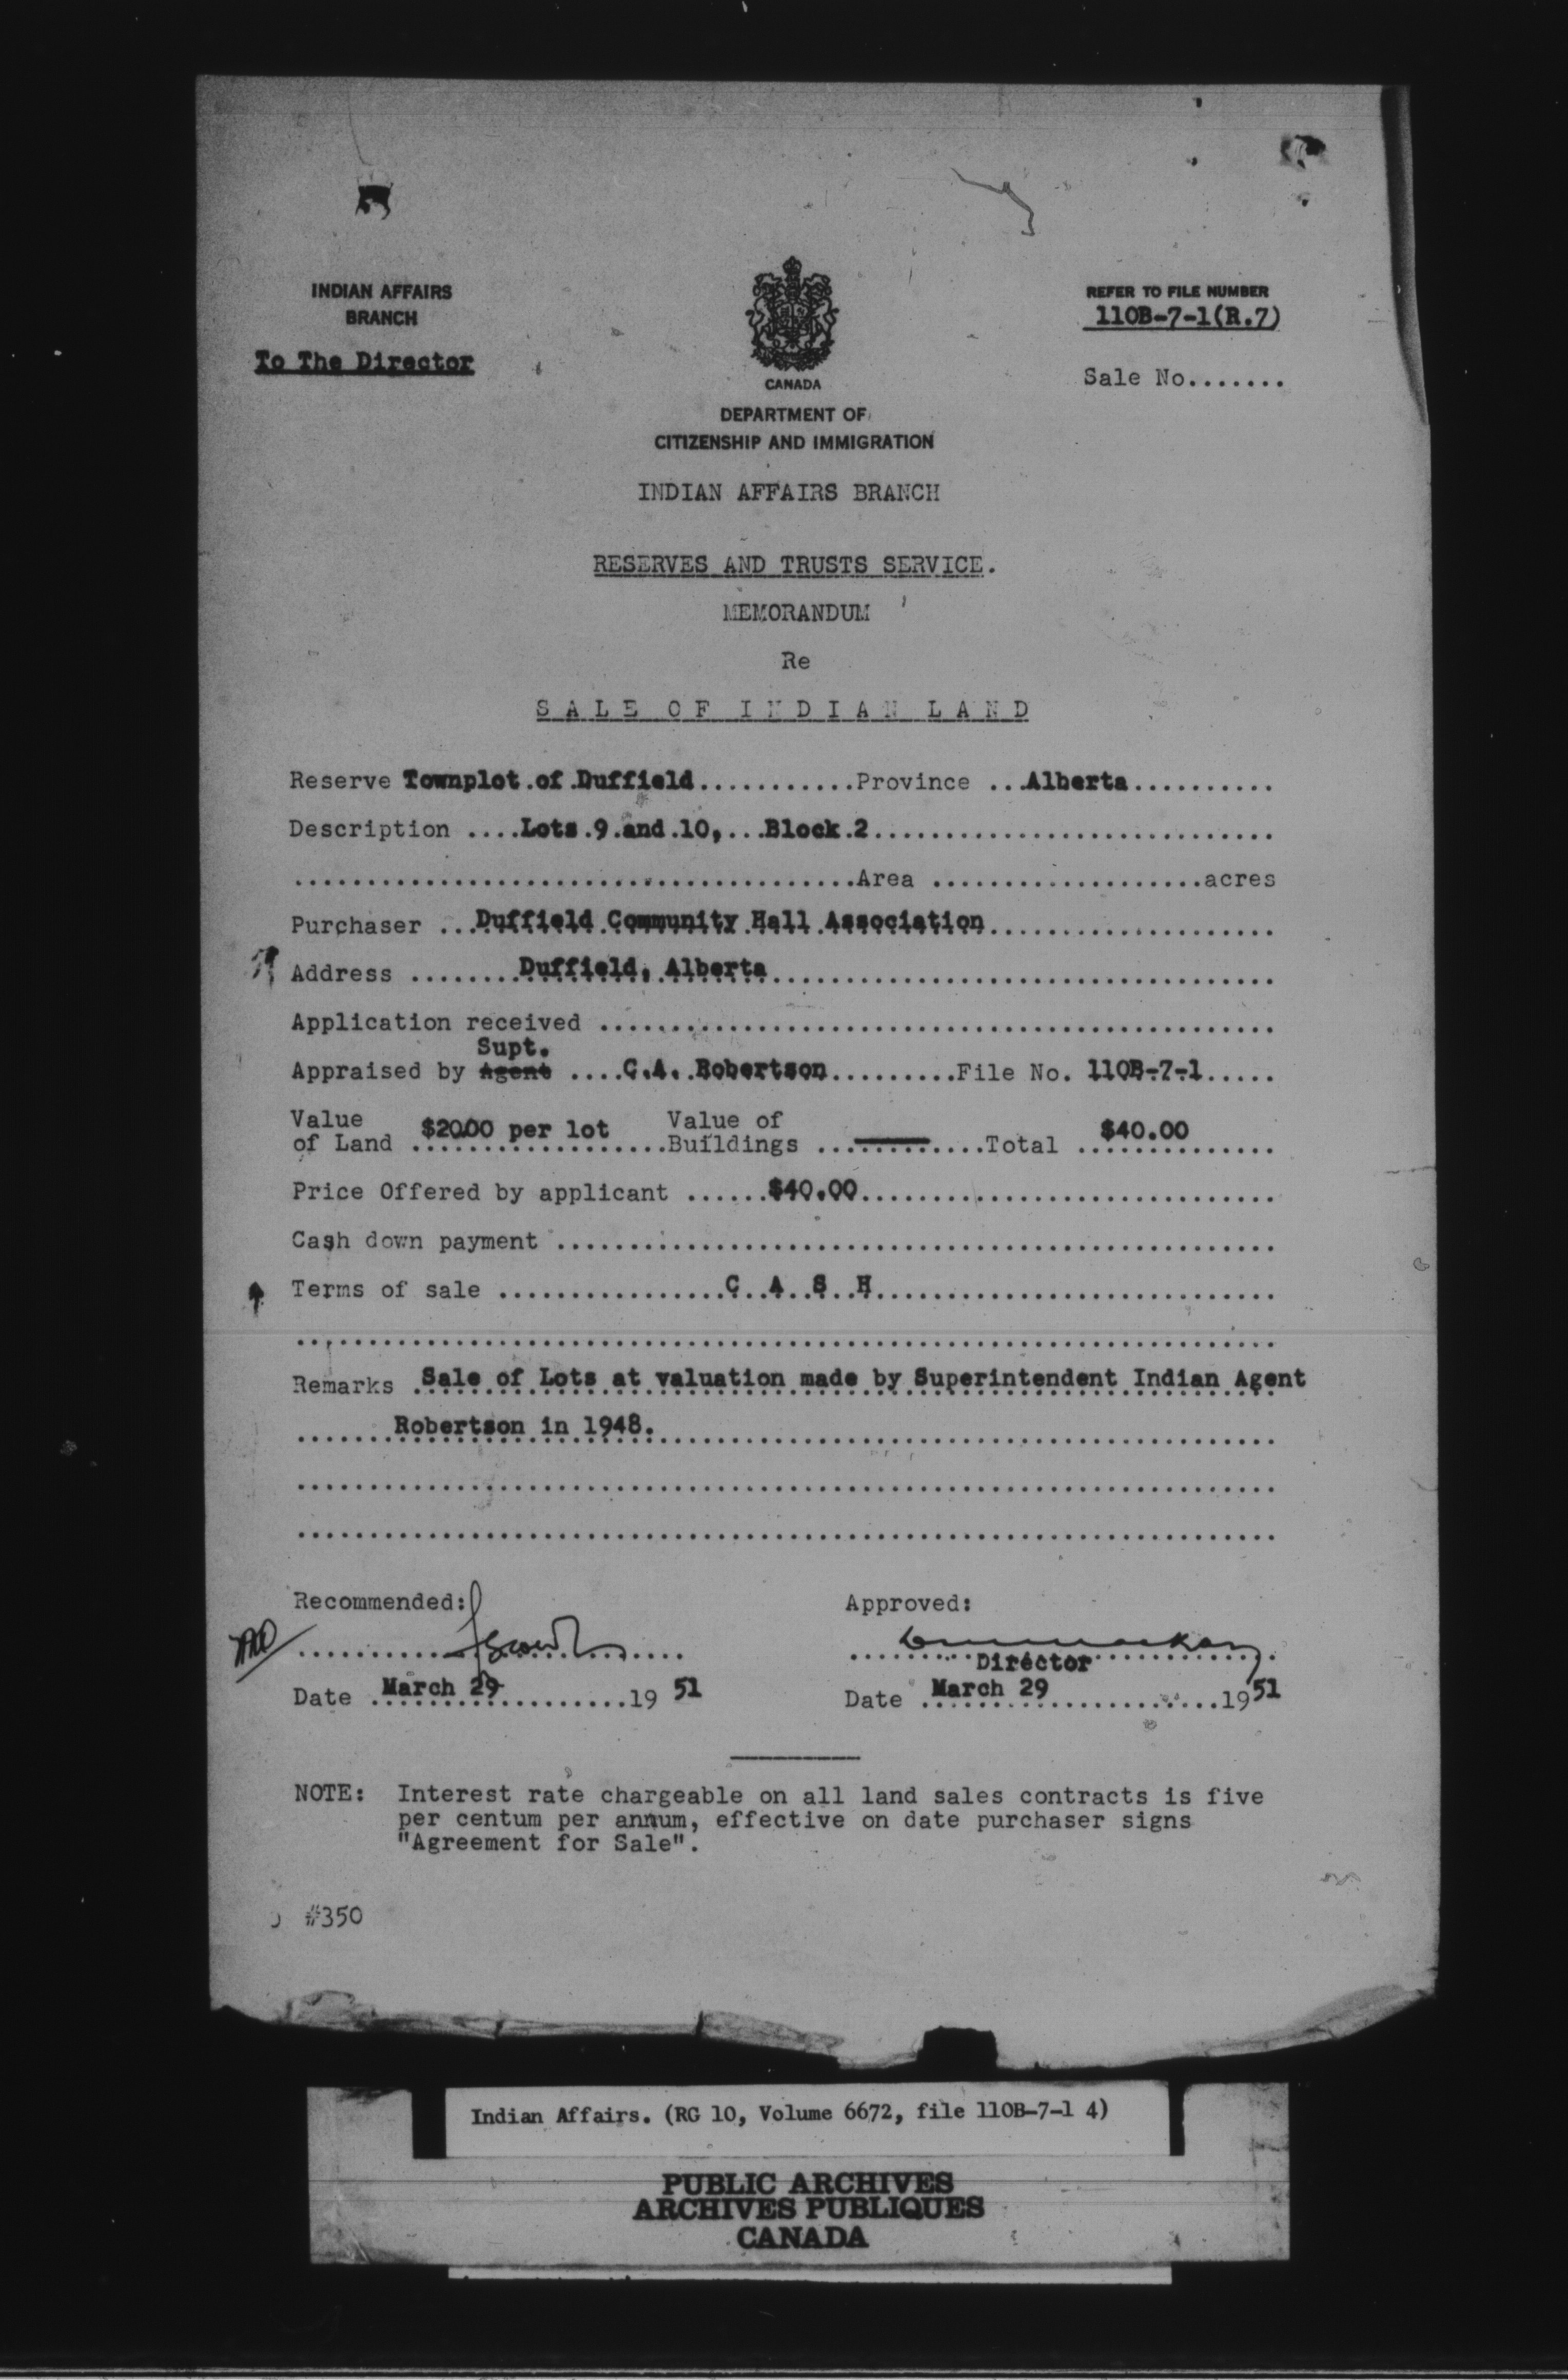 INDIAN AFFAIRS
BRANCH
To The Director
REFER TO FILE NUMBER
110B-7-1(R.7)
Sale No.......
CANADA
DEPARTMENT OF
CITIZENSHIP AND IMMIGRATION
INDIAN AFFAIRS BRANCH
RESERVES AND TRUSTS SERVICE.
MEMORANDUM
Re
SALE OF INDIAN LAND
Reserve Townplot of Duffield...........Province ...Alberta..........
Description ....Lots 9 and 10,...Block 2............................
.......................................Area ...................acres
Purchaser ...Duffield Community Hall Association....................
Address ........Duffield, Alberta...................................
Application received ...............................................
Supt.
Appraised by Agent ....C.A. Robertson.........File No. 110B-7-1.....
Value of Land $20.00 per lot Value of Buildings ............Total $40.00
Price Offered by applicant ......$40.00.............................
Cash down payment ..................................................
Terms of sale ................C A S H............................
....................................................................
Remarks Sale of Lots at valuation made by Superintendent Indian Agent
Robertson in 1948.
....................................................................
....................................................................
Recommended: Approved:
Director
Date March 29 1951 Date March 29 1951
NOTE: Interest rate chargeable on all land sales contracts is five
per centum per annum, effective on date purchaser signs
"Agreement for Sale".
#350
Indian Affairs. (RG 10, Volume 6672, file 110B-7-1 4)
PUBLIC ARCHIVES
ARCHIVES PUBLIQUES
CANADA